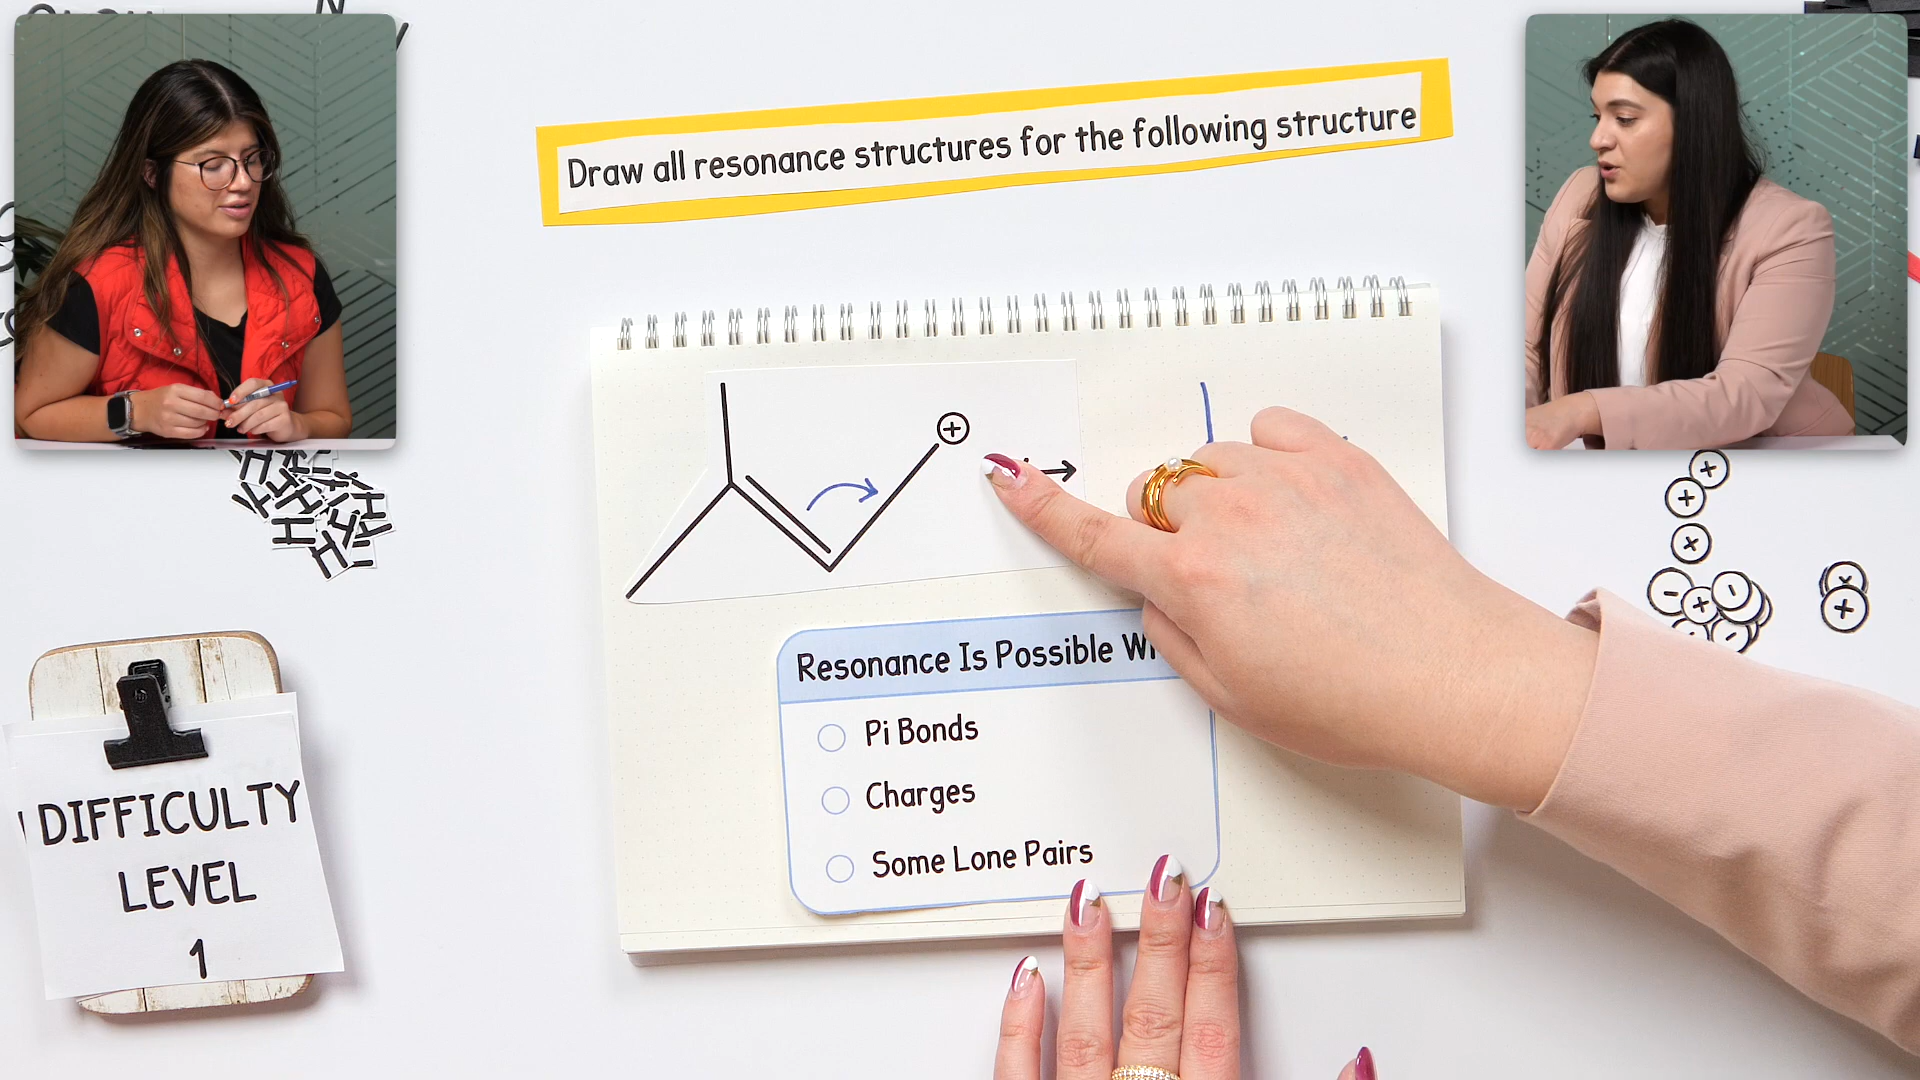 Draw all resonance structures for the following structure
+
Resonance Is Possible
Pi Bonds
Charges
Some Lone Pairs
DIFFICULTY
LEVEL
1